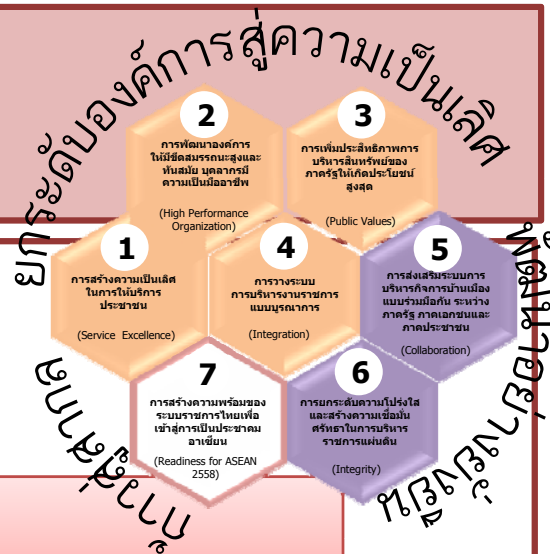 ยกระดับองค์การสู่ความเป็นเลิศ
2
การพัฒนาองค์การ
ให้มีขีดสมรรถนะสูงและ
ทันสมัย บุคลากรมี
ความเป็นมืออาชีพ
(High Performance
Organization)
3
การเพิ่มประสิทธิภาพการ
บริหารสินทรัพย์ของ
ภาครัฐให้เกิดประโยชน์
สูงสุด
(Public Values)
1
การสร้างความเป็นเลิศ
ในการให้บริการ
ประชาชน
(Service Excellence)
4
การวางระบบ
การบริหารงานราชการ
แบบบูรณาการ
(Integration)
5
การส่งเสริมระบบการ
บริหารกิจการบ้านเมือง
แบบร่วมมือกัน ระหว่าง
ภาครัฐ ภาคเอกชนและ
ภาคประชาชน
(Collaboration)
7
การสร้างความพร้อมของ
ระบบราชการไทยเพื่อ
เข้าสู่การเป็นประชาคม
อาเซียน
(Readiness for ASEAN
2558)
6
การยกระดับความโปร่งใส
และสร้างความเชื่อมั่น
ศรัทธาในการบริหาร
ราชการแผ่นดิน
(Integrity)
พัฒนาอย่างยั่งยืน
ก้าวสู่สากล